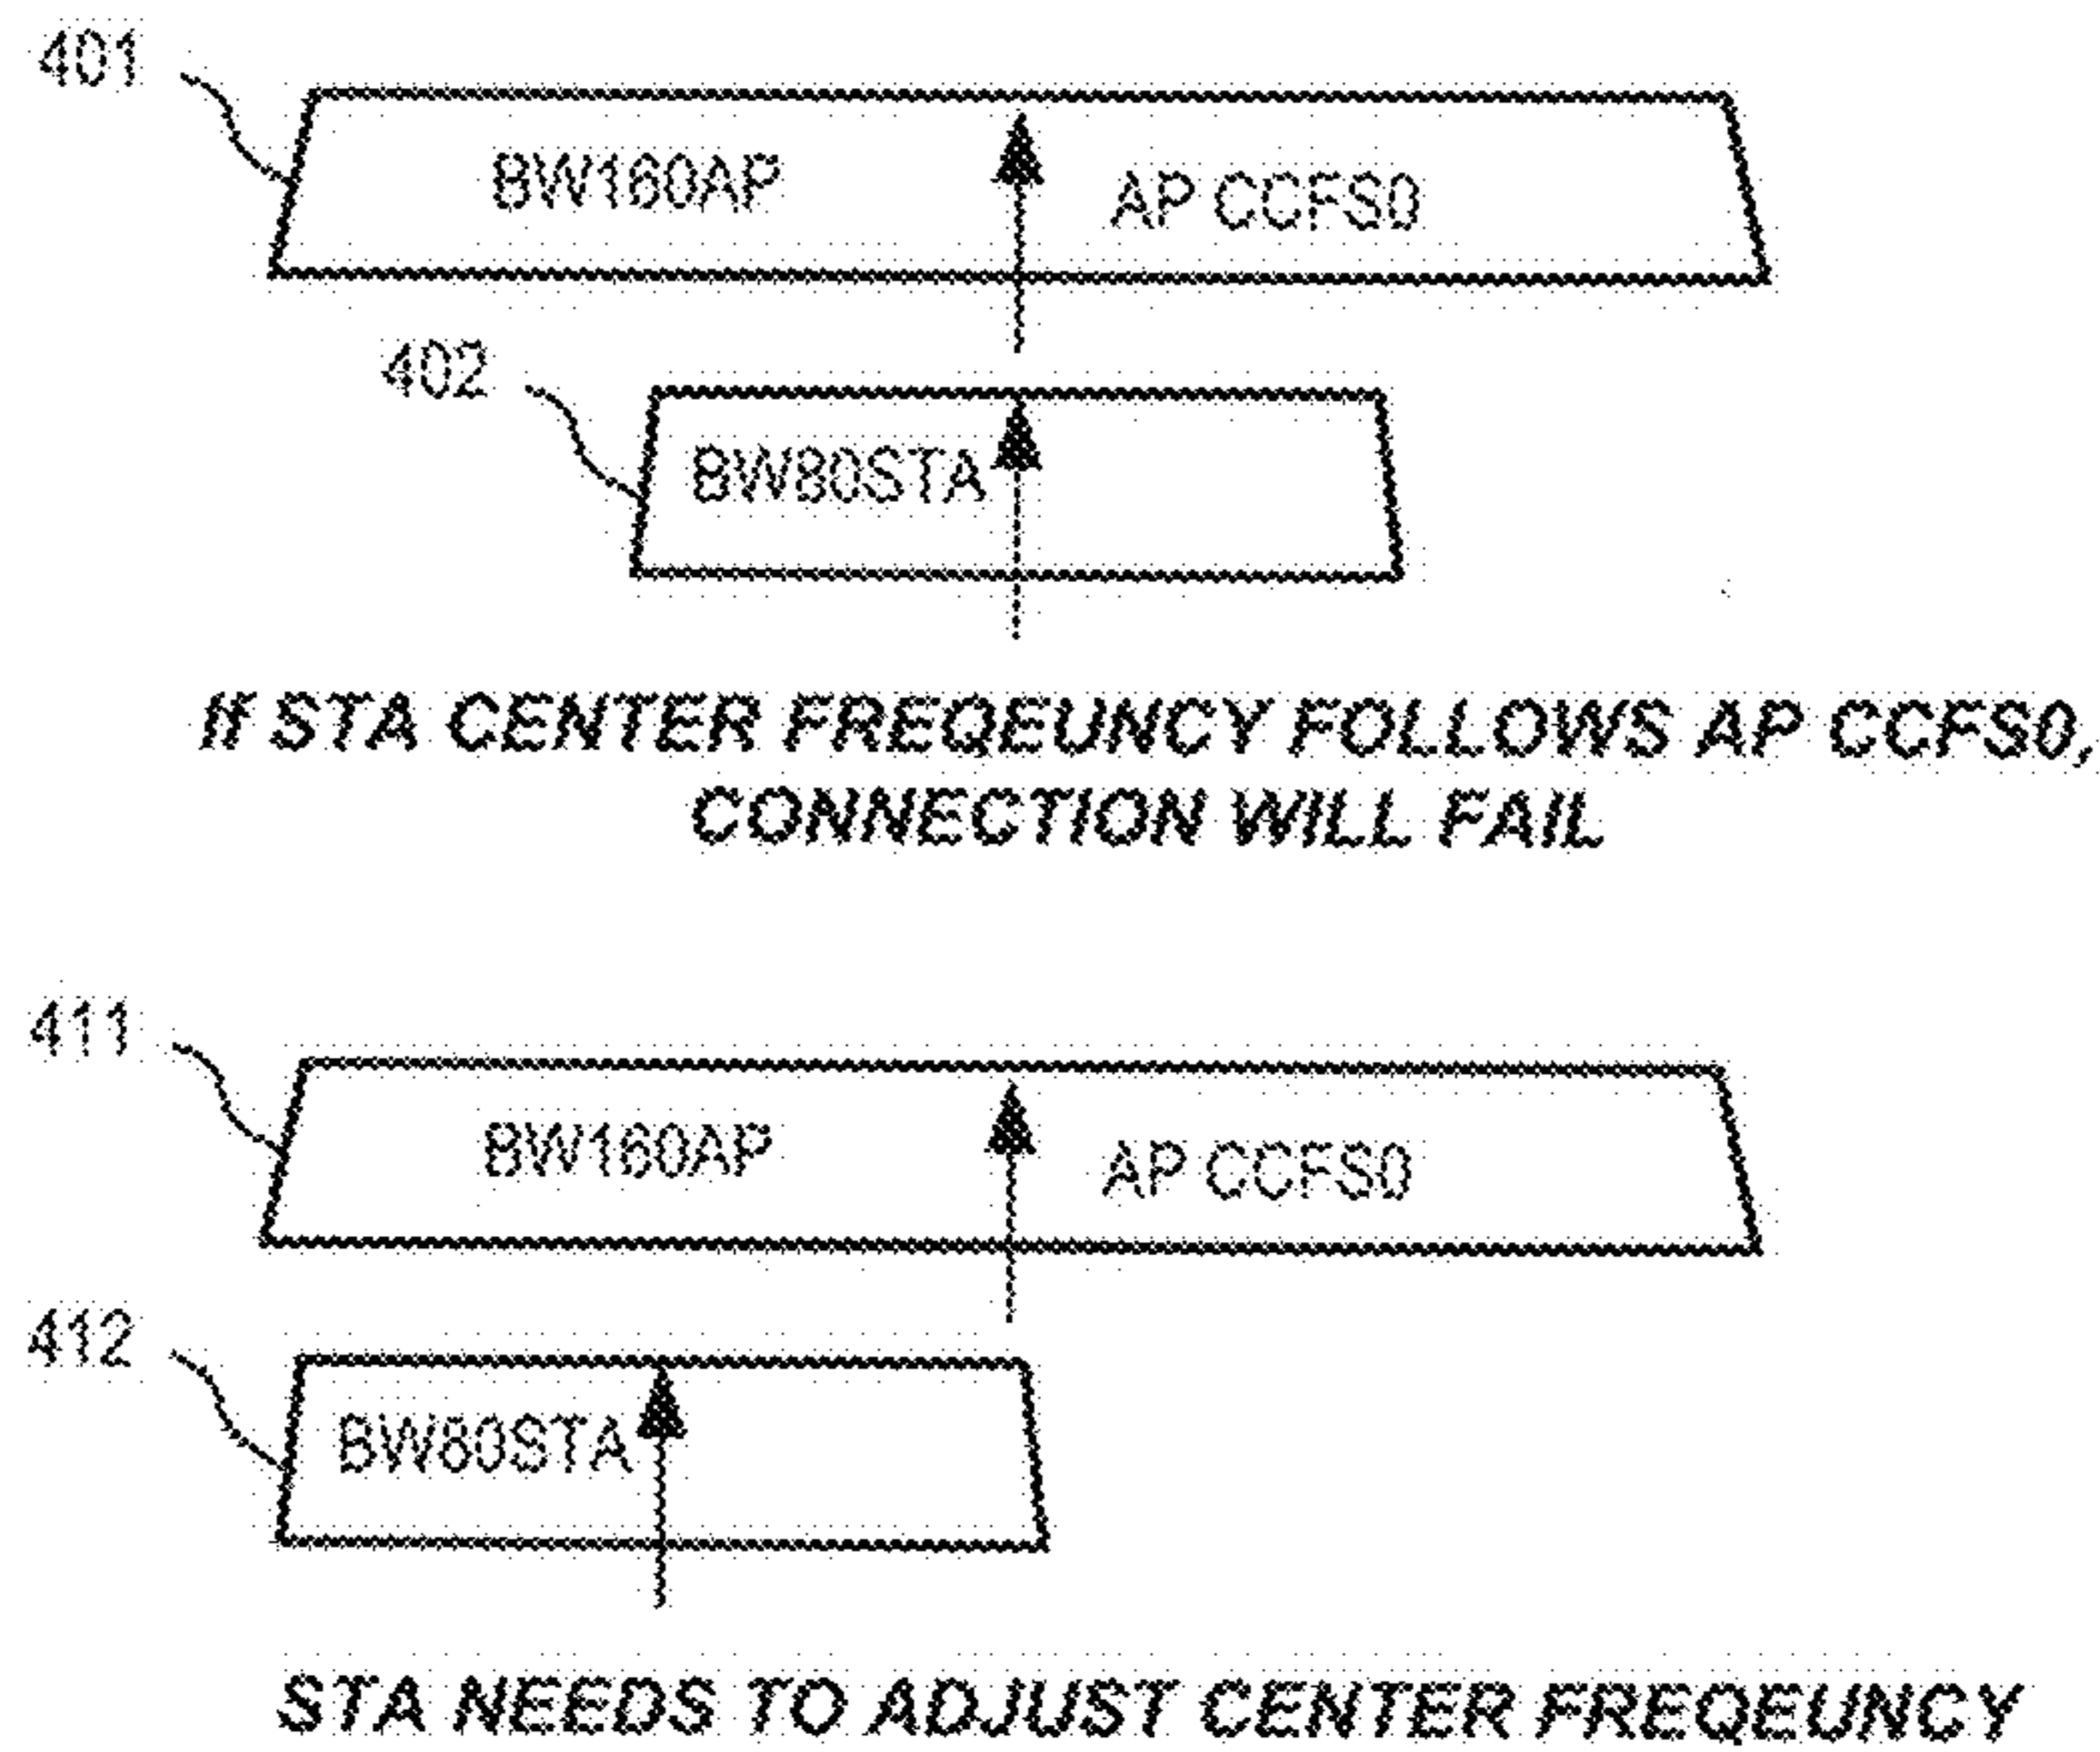 401
BW160AP
AP CCFS0
402
BW80STA
If STA CENTER FREQEUNCY FOLLOWS AP CCFS0,
CONNECTION WILL FAIL
411
BW160AP
AP CCFS0
412
BW80STA
STA NEEDS TO ADJUST CENTER FREQEUNCY